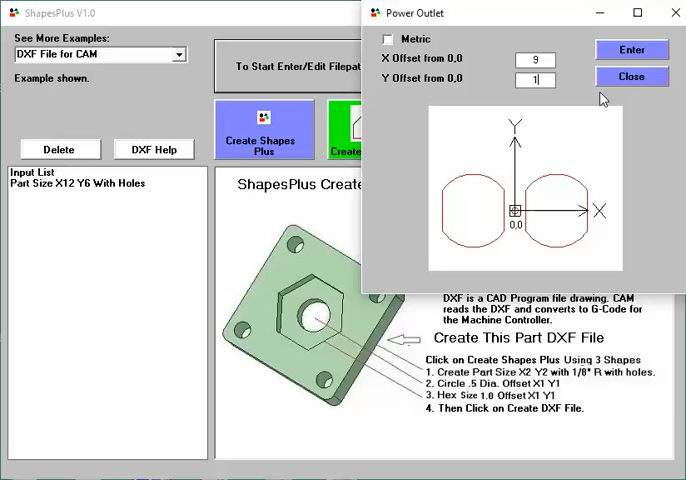 ShapesPlus V1.0
Power Outlet
See More Examples:
DXF File for CAM
Example shown.
To Start Enter/Edit Filepat
Metric
X Offset from 0,0
9
Enter
Y Offset from 0,0
1
Close
Delete
DXF Help
Create Shapes
Plus
Create
Y
X
0,0
Input List
Part Size X12 Y6 With Holes
ShapesPlus Create
DXF is a CAD Program file drawing. CAM
reads the DXF and converts to G-Code for
the Machine Controller.
Create This Part DXF File
Click on Create Shapes Plus Using 3 Shapes
1. Create Part Size X2 Y2 with 1/8" R with holes.
2. Circle .5 Dia. Offset X1 Y1
3. Hex Size 1.0 Offset X1 Y1
4. Then Click on Create DXF File.